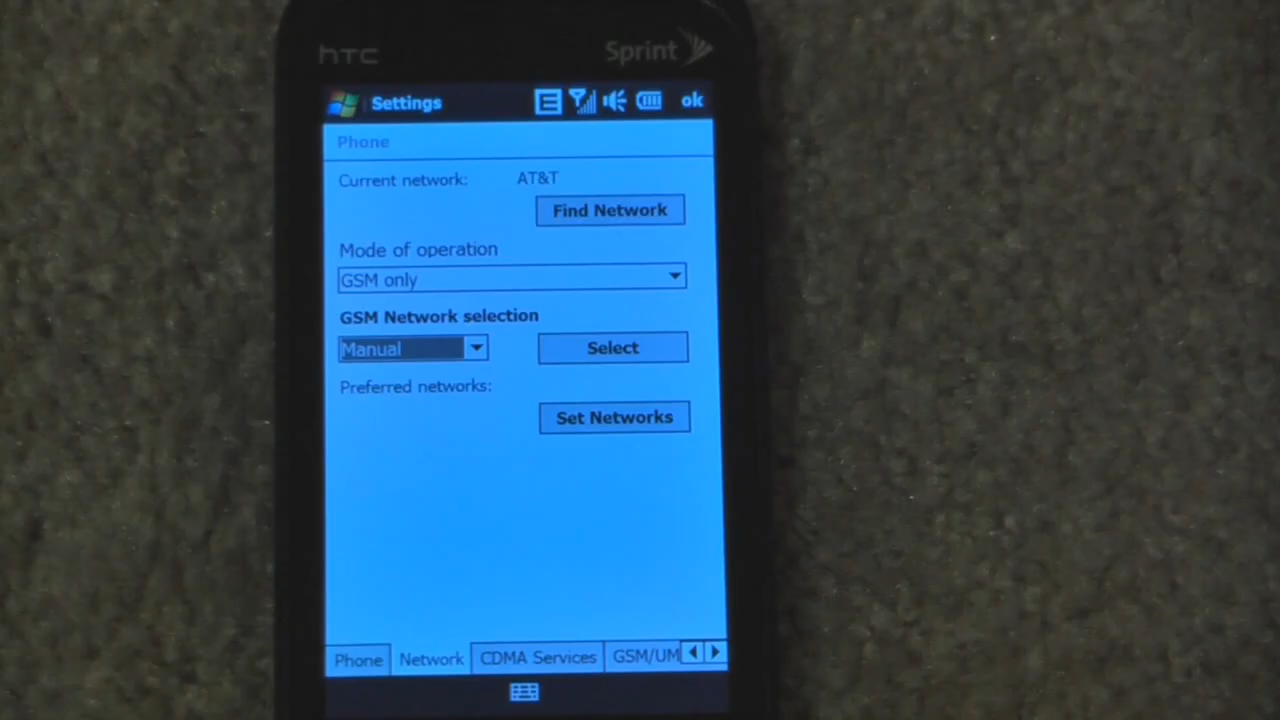 hTC Sprint
Settings ok
Phone
Current network: AT&T
Find Network
Mode of operation
GSM only
GSM Network selection
Manual Select
Preferred networks:
Set Networks
Phone Network CDMA Services GSM/UM